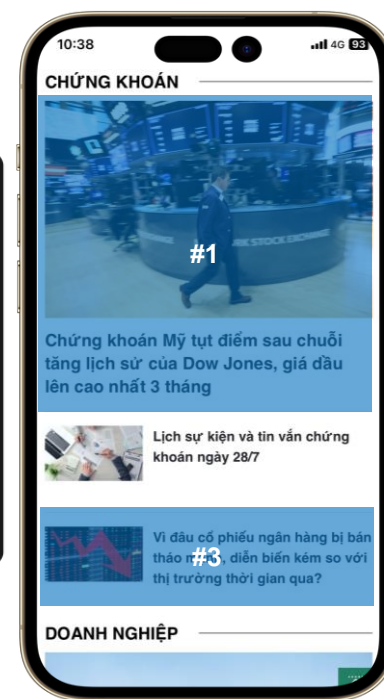 10:38
4G 93
CHỨNG KHOÁN
#1
STOCK EXCHANGE
Chứng khoán Mỹ tụt điểm sau chuỗi
tăng lịch sử của Dow Jones, giá dầu
lên cao nhất 3 tháng
Lịch sự kiện và tin vắn chứng
khoán ngày 28/7
Vì đâu cổ phiếu ngân hàng bị bán
tháo #3, diễn biến kém so với
thị trường thời gian qua?
DOANH NGHIỆP